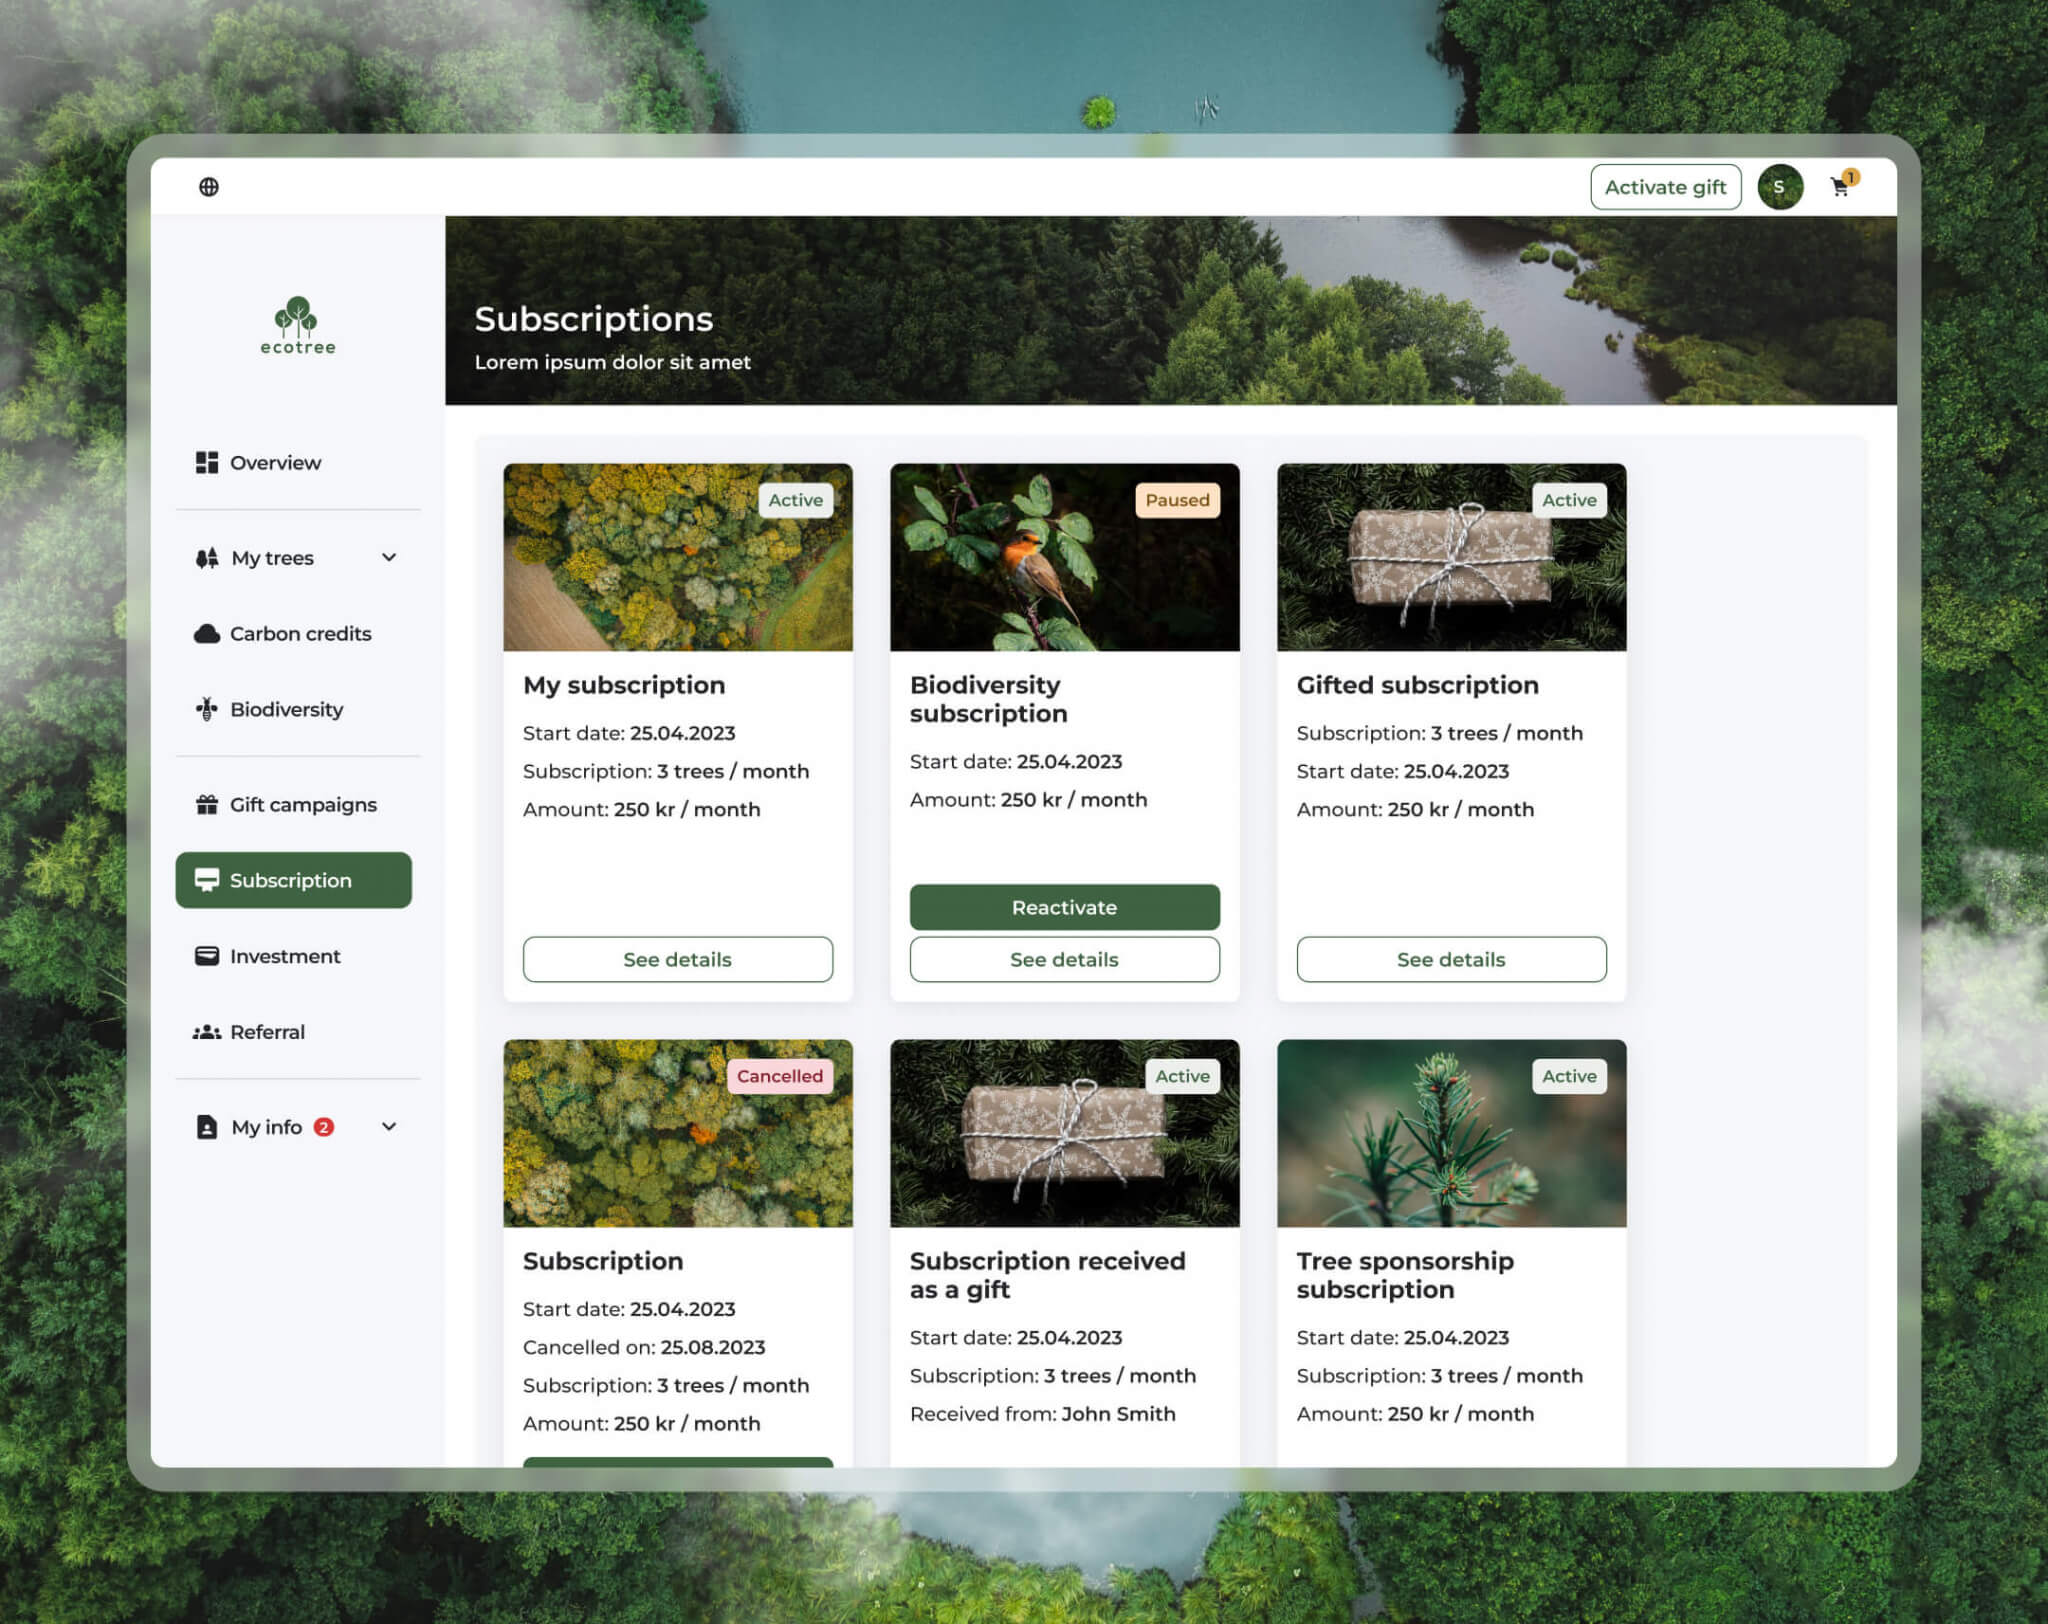 Activate gift
S
1
ecotree
Subscriptions
Lorem ipsum dolor sit amet
Overview
My trees
Carbon credits
Biodiversity
Gift campaigns
Subscription
Investment
Referral
My info 2
Active
My subscription
Start date: 25.04.2023
Subscription: 3 trees / month
Amount: 250 kr / month
See details
Paused
Biodiversity
subscription
Start date: 25.04.2023
Amount: 250 kr / month
Reactivate
See details
Active
Gifted subscription
Subscription: 3 trees / month
Start date: 25.04.2023
Amount: 250 kr / month
See details
Cancelled
Subscription
Start date: 25.04.2023
Cancelled on: 25.08.2023
Subscription: 3 trees / month
Amount: 250 kr / month
Active
Subscription received
as a gift
Start date: 25.04.2023
Subscription: 3 trees / month
Received from: John Smith
Active
Tree sponsorship
subscription
Start date: 25.04.2023
Subscription: 3 trees / month
Amount: 250 kr / month